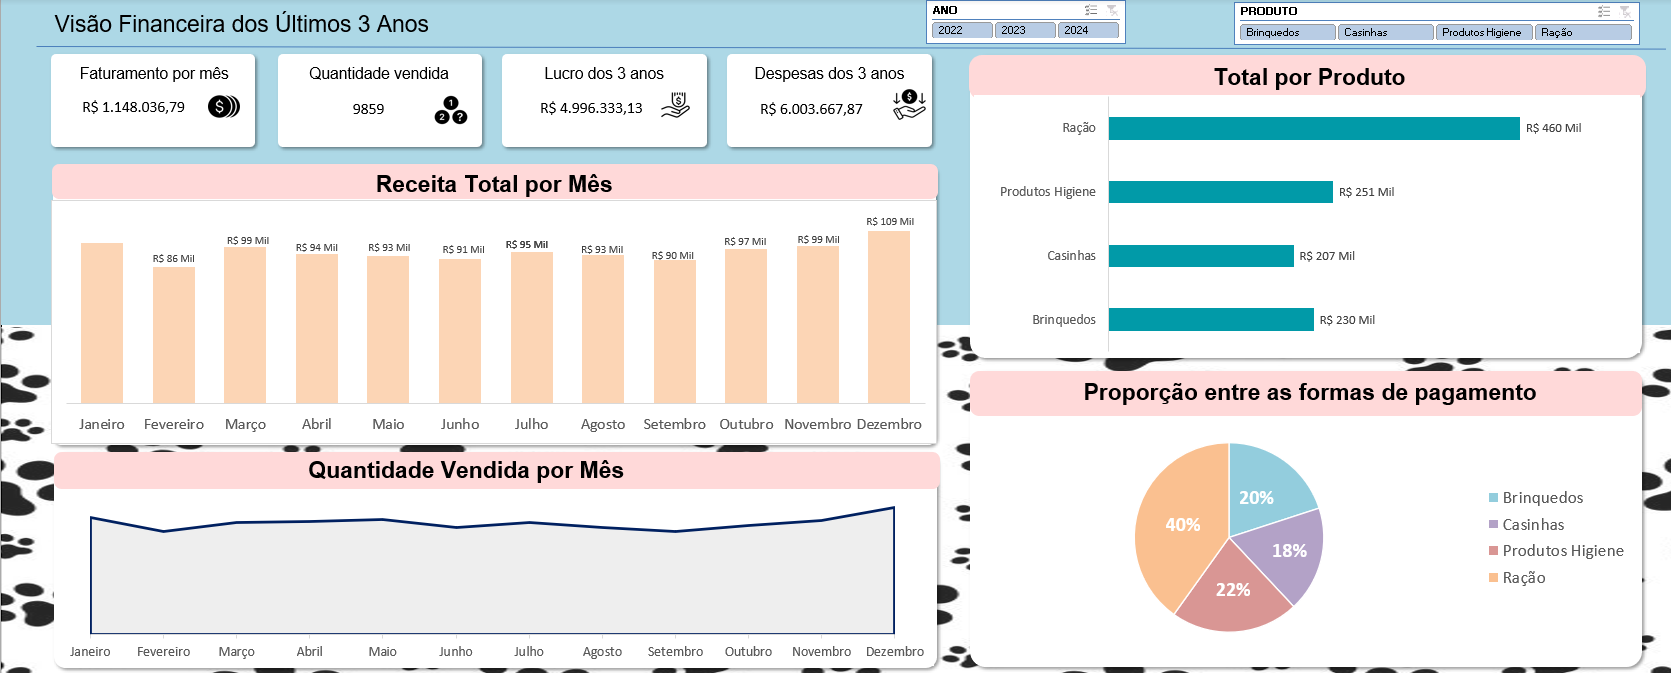 Visão Financeira dos Últimos 3 Anos
ANO
2022 2023 2024
PRODUTO
Brinquedos Casinhas Produtos Higiene Ração
Faturamento por mês
R$ 1.148.036,79
Quantidade vendida
9859
1
2 ?
Lucro dos 3 anos
R$ 4.996.333,13
Despesas dos 3 anos
R$ 6.003.667,87
Receita Total por Mês
R$ 86 Mil
R$ 99 Mil
R$ 94 Mil
R$ 93 Mil
R$ 91 Mil
R$ 95 Mil
R$ 93 Mil
R$ 90 Mil
R$ 97 Mil
R$ 99 Mil
R$ 109 Mil
Janeiro Fevereiro Março Abril Maio Junho Julho Agosto Setembro Outubro Novembro Dezembro
Quantidade Vendida por Mês
Janeiro Fevereiro Março Abril Maio Junho Julho Agosto Setembro Outubro Novembro Dezembro
Total por Produto
Ração R$ 460 Mil
Produtos Higiene R$ 251 Mil
Casinhas R$ 207 Mil
Brinquedos R$ 230 Mil
Proporção entre as formas de pagamento
20%
18%
22%
40%
Brinquedos
Casinhas
Produtos Higiene
Ração